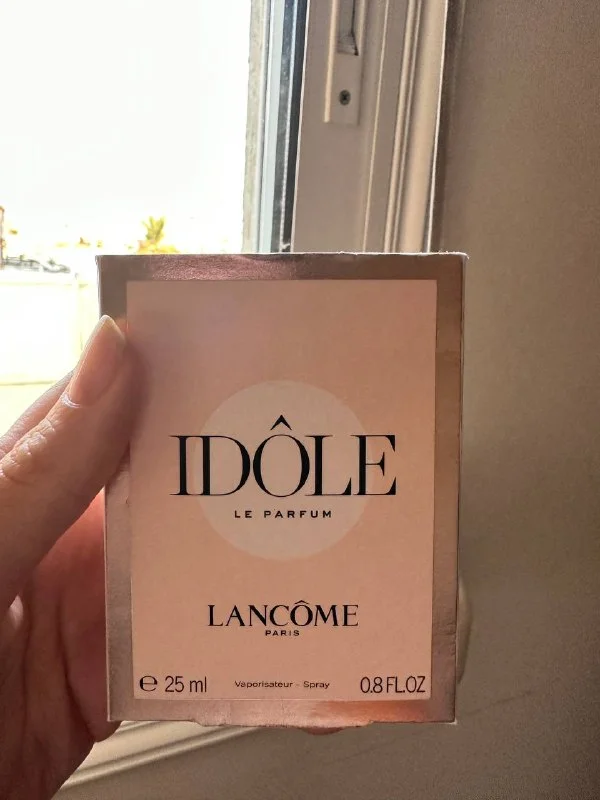 IDÔLE
LE PARFUM
LANCÔME
PARIS
℮ 25 ml Vaporisateur - Spray 0.8 FL.OZ